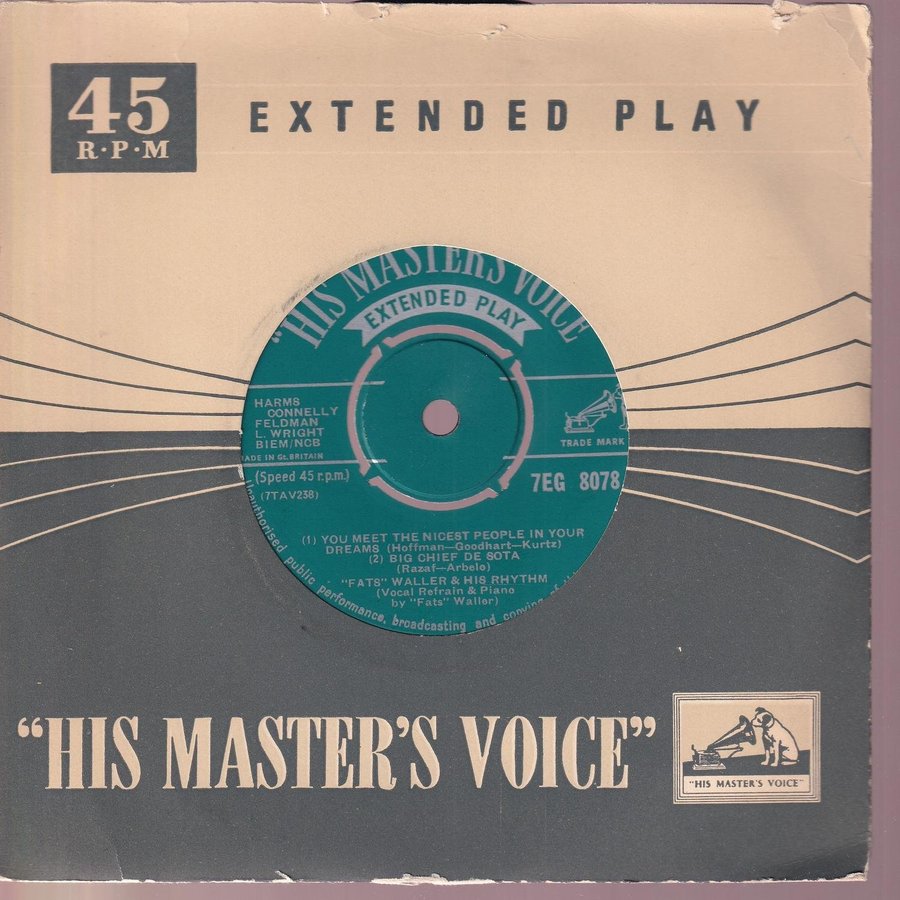 45
R·P·M
EXTENDED PLAY
"HIS MASTER'S VOICE
EXTENDED PLAY
HARMS
CONNELLY
FELDMAN
L. WRIGHT
BIEM/NCB
MADE IN Gt. BRITAIN
(Speed 45 r.p.m.)
(7TAV238)
TRADE MARK
7EG 8078
(1) YOU MEET THE NICEST PEOPLE IN YOUR
DREAMS (Hoffman—Goodhart—Kurtz)
(2) BIG CHIEF DE SOTA
(Razaf—Arbelo)
"FATS" WALLER & HIS RHYTHM
(Vocal Refrain & Piano
by "Fats" Waller)
Unauthorised public performance, broadcasting and copying of
"HIS MASTER'S VOICE"
"HIS MASTER'S VOICE"